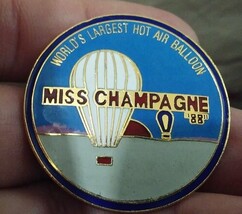 WORLD'S LARGEST HOT AIR BALLOON
MISS CHAMPAGNE
"88"